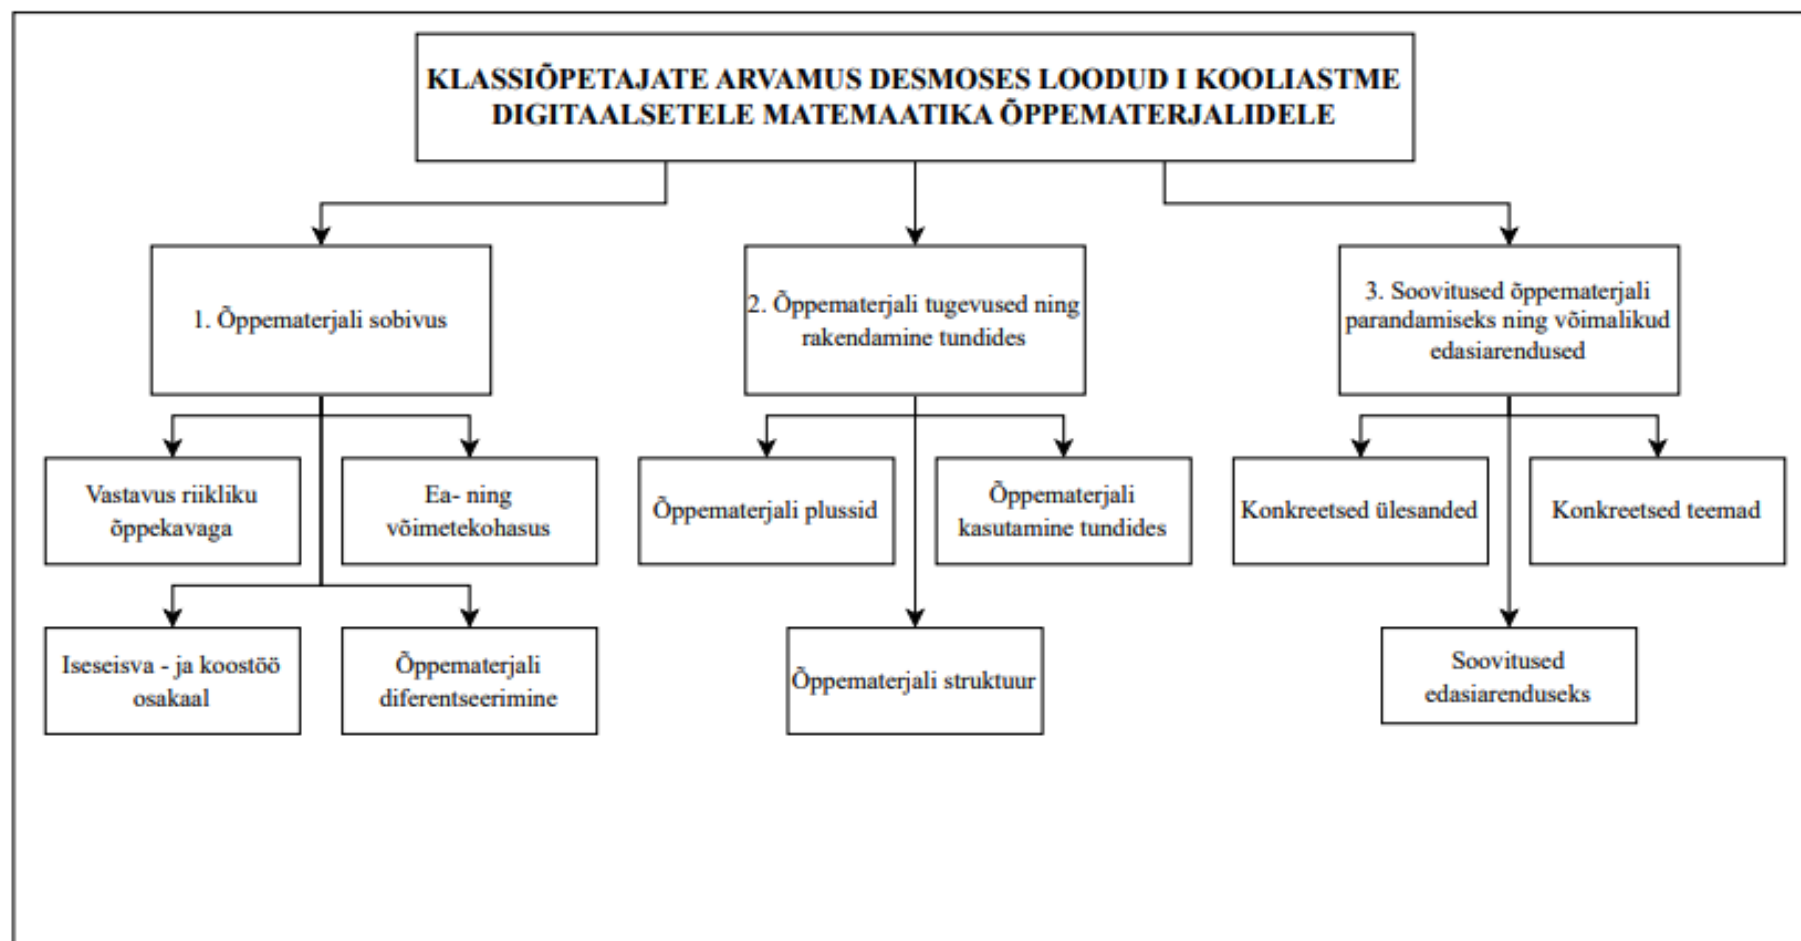 KLASSIÕPETAJATE ARVAMUS DESMOSES LOODUD I KOOLIASTME
DIGITAALSETELE MATEMAATIKA ÕPPEMATERJALIDELE
1. Õppematerjali sobivus
2. Õppematerjali tugevused ning
rakendamine tundides
3. Soovitused õppematerjali
parandamiseks ning võimalikud
edasiarendused
Vastavus riikliku
õppekavaga
Ea- ning
võimetekohasus
Õppematerjali plussid
Õppematerjali
kasutamine tundides
Konkreetsed ülesanded
Konkreetsed teemad
Iseseisva - ja koostöö
osakaal
Õppematerjali
diferentseerimine
Õppematerjali struktuur
Soovitused
edasiarenduseks